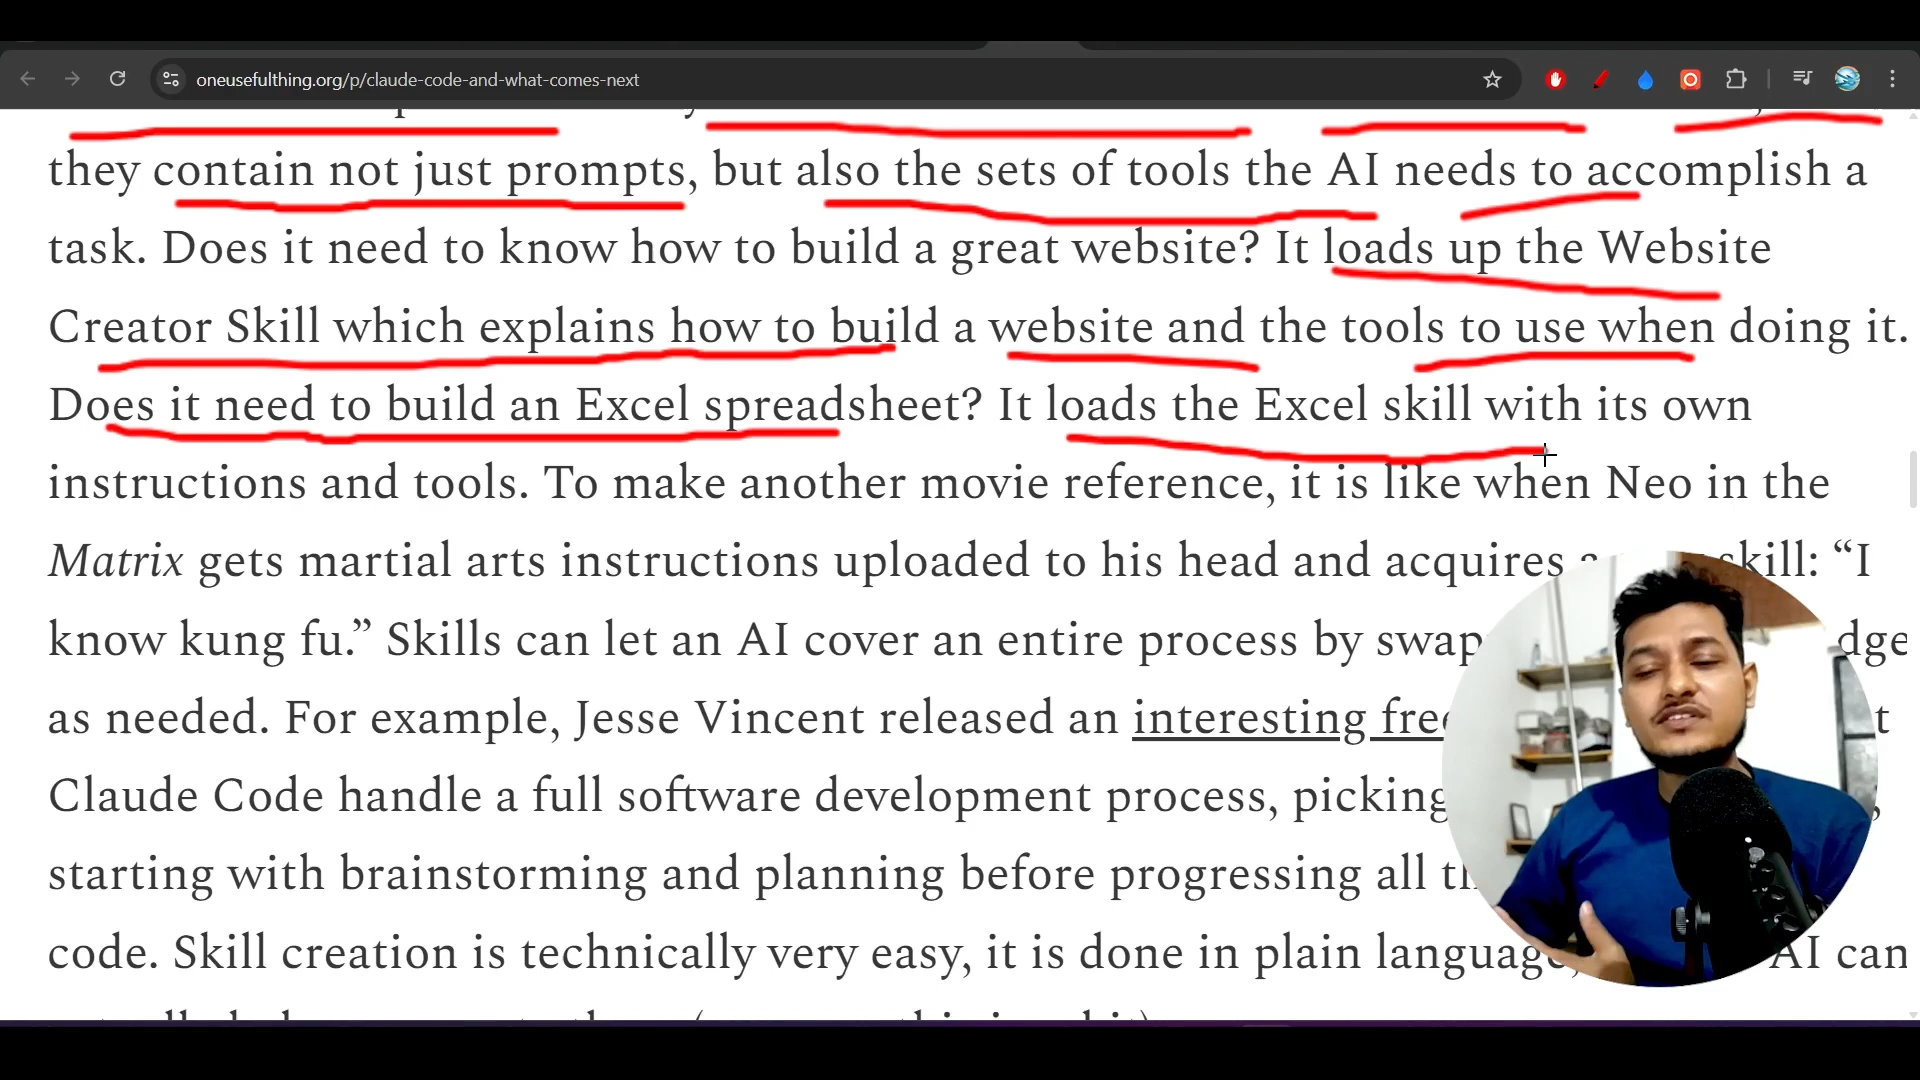 oneusefulthing.org/p/claude-code-and-what-comes-next
they contain not just prompts, but also the sets of tools the AI needs to accomplish a
task. Does it need to know how to build a great website? It loads up the Website
Creator Skill which explains how to build a website and the tools to use when doing it.
Does it need to build an Excel spreadsheet? It loads the Excel skill with its own
instructions and tools. To make another movie reference, it is like when Neo in the
Matrix gets martial arts instructions uploaded to his head and acquires skill: “I
know kung fu.” Skills can let an AI cover an entire process by
as needed. For example, Jesse Vincent released an interesting
Claude Code handle a full software development process, picking
starting with brainstorming and planning before progressing all
code. Skill creation is technically very easy, it is done in plain language, AI can